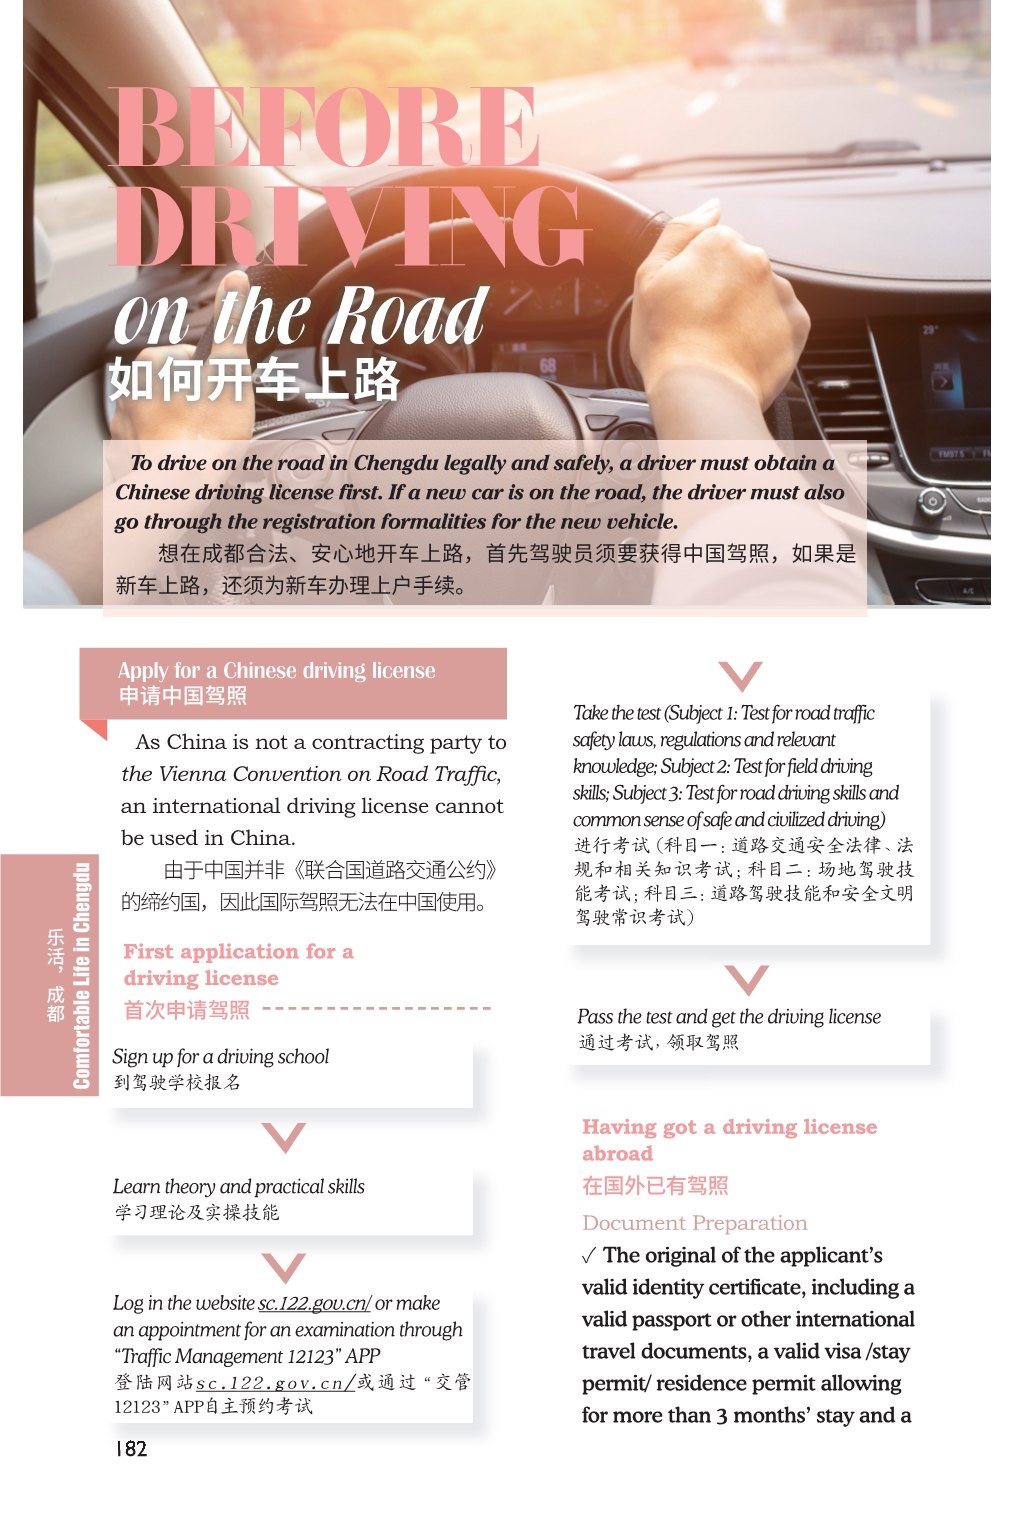 BEFORE
DRIVING
on the Road
如何开车上路
To drive on the road in Chengdu legally and safely, a driver must obtain a
Chinese driving license first. If a new car is on the road, the driver must also
go through the registration formalities for the new vehicle.
想在成都合法、安心地开车上路，首先驾驶员须要获得中国驾照，如果是
新车上路，还须为新车办理上户手续。
Apply for a Chinese driving license
申请中国驾照
As China is not a contracting party to
the Vienna Convention on Road Traffic,
an international driving license cannot
be used in China.
由于中国并非《联合国道路交通公约》
的缔约国，因此国际驾照无法在中国使用。
First application for a
driving license
首次申请驾照
Sign up for a driving school
到驾驶学校报名
Learn theory and practical skills
学习理论及实操技能
Log in the website sc.122.gov.cn/ or make
an appointment for an examination through
“Traffic Management 12123” APP
登陆网站sc.122.gov.cn/或通过“交管
12123”APP自主预约考试
Take the test (Subject 1: Test for road traffic
safety laws, regulations and relevant
knowledge; Subject 2: Test for field driving
skills; Subject 3: Test for road driving skills and
common sense of safe and civilized driving)
进行考试（科目一：道路交通安全法律、法
规和相关知识考试；科目二：场地驾驶技
能考试；科目三：道路驾驶技能和安全文明
驾驶常识考试）
Pass the test and get the driving license
通过考试，领取驾照
Having got a driving license
abroad
在国外已有驾照
Document Preparation
✓ The original of the applicant’s
valid identity certificate, including a
valid passport or other international
travel documents, a valid visa /stay
permit/ residence permit allowing
for more than 3 months’ stay and a
乐活，成都
Comfortable Life in Chengdu
182
68
29°
FM97.5
A/C